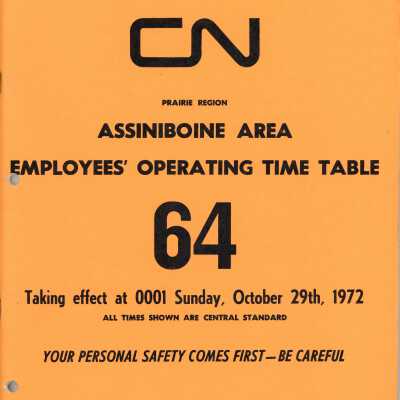 CN
PRAIRIE REGION
ASSINIBOINE AREA
EMPLOYEES' OPERATING TIME TABLE
64
Taking effect at 0001 Sunday, October 29th, 1972
ALL TIMES SHOWN ARE CENTRAL STANDARD
YOUR PERSONAL SAFETY COMES FIRST—BE CAREFUL